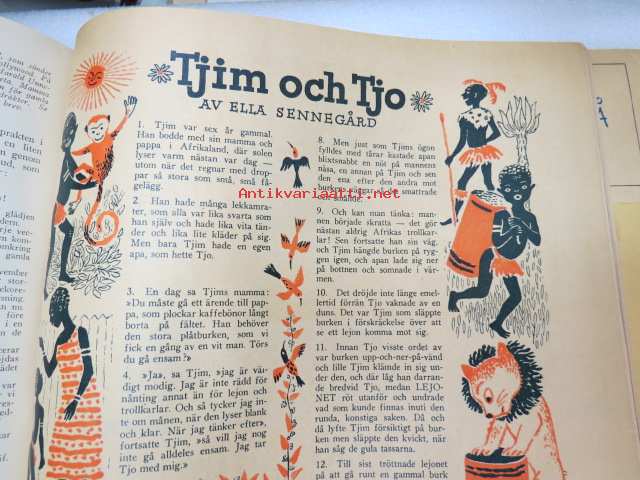 som sänder
Tjim och Tjo
AV ELLA SENNEGÅRD
1. Tjim var sex år gammal.
Han bodde med sin mamma och
pappa i Afrikaland, där solen
lyser varm nästan var dag —
utom när det regnar med drop-
par så stora som små, små få-
gelägg.
2. Han hade många lekkamra-
ter, som alla var lika svarta som
han själv och hade lika vita tän-
der och lika lite kläder på sig.
Men bara Tjim hade en egen
apa, som hette Tjo.
3. En dag sa Tjims mamma:
»Du måste gå ett ärende till pap-
pa, som plockar kaffebönor långt
borta på fältet. Han behöver
den stora plåtburken, som vi
fick en gång av en vit man. Törs
du gå ensam?»
4. »Ja», sa Tjim, »jag är väl-
digt modig. Jag är inte rädd för
nånting annat än för lejon och
trollkarlar. Och så tycker jag in-
te om månen, när den lyser blank
och klar. När jag tänker efter»,
fortsatte Tjim, »så vill jag nog
inte gå alldeles ensam. Jag tar
Tjo med mig.»
8. Men just som Tjims ögon
fylldes med tårar kastade apan
blixtsnabbt en nöt på mannens
näsa, en annan på Tjim och sen
den ena efter den andra mot
Antikvariaatti.net
9. Och kan man tänka: man-
nen började skratta — det gör
nästan aldrig Afrikas trollkar-
lar! Sen fortsatte han sin väg,
och Tjim hängde burken på ryg-
gen igen, och apan lade sig ner
på bottnen och somnade i vär-
men.
10. Det dröjde inte länge emel-
lertid förrän Tjo vaknade av en
duns. Det var Tjim som släppte
burken i förskräckelse över att
se ett lejon komma mot sig.
11. Innan Tjo visste ordet av
var burken upp-och-ner-på-vänd
och lille Tjim klämde in sig un-
der den, och där låg han darran-
de bredvid Tjo, medan LEJO-
NET röt utanför och undrade
vad som kunde finnas inuti den
runda, konstiga saken. Då och
då lyfte Tjim försiktigt på bur-
ken men släppte den kvickt, när
han såg de gula tassarna.
12. Till sist tröttnade lejonet
på att gå runt en gammal burk